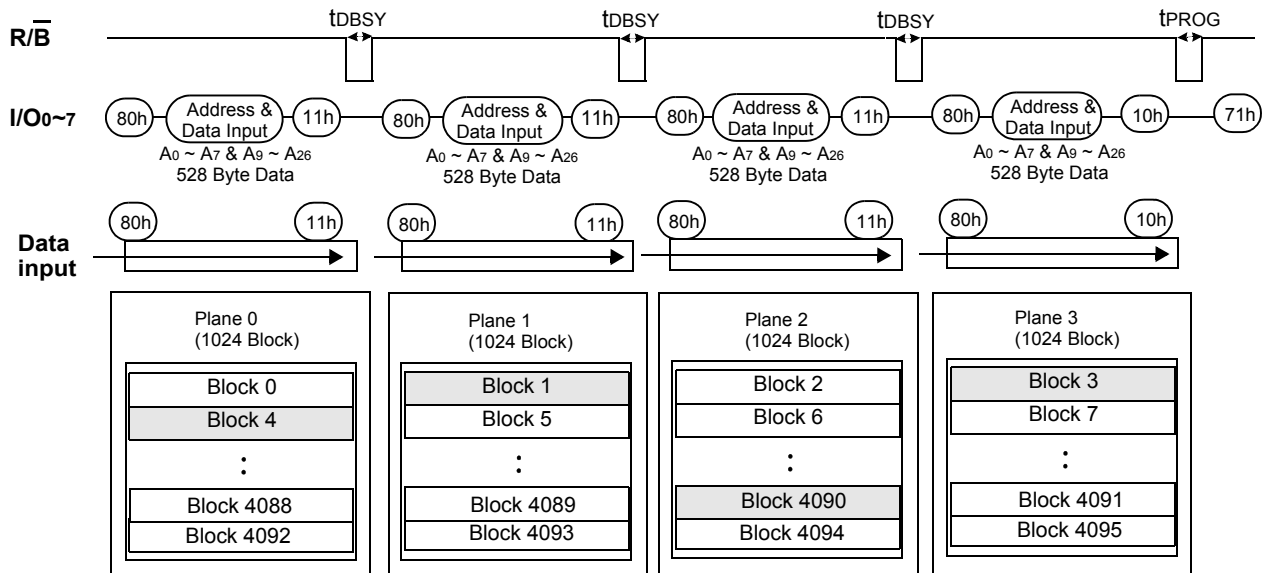 tDBSY tDBSY tDBSY tPROG
R/B
I/O0~7 80h Address & Data Input 11h 80h Address & Data Input 11h 80h Address & Data Input 11h 80h Address & Data Input 10h 71h
A0 ~ A7 & A9 ~ A26 A0 ~ A7 & A9 ~ A26 A0 ~ A7 & A9 ~ A26 A0 ~ A7 & A9 ~ A26
528 Byte Data 528 Byte Data 528 Byte Data 528 Byte Data
80h 11h 80h 11h 80h 11h 80h 10h
Data
input
Plane 0 Plane 1 Plane 2 Plane 3
(1024 Block) (1024 Block) (1024 Block) (1024 Block)
Block 0 Block 1 Block 2 Block 3
Block 4 Block 5 Block 6 Block 7
: : : :
Block 4088 Block 4089 Block 4090 Block 4091
Block 4092 Block 4093 Block 4094 Block 4095